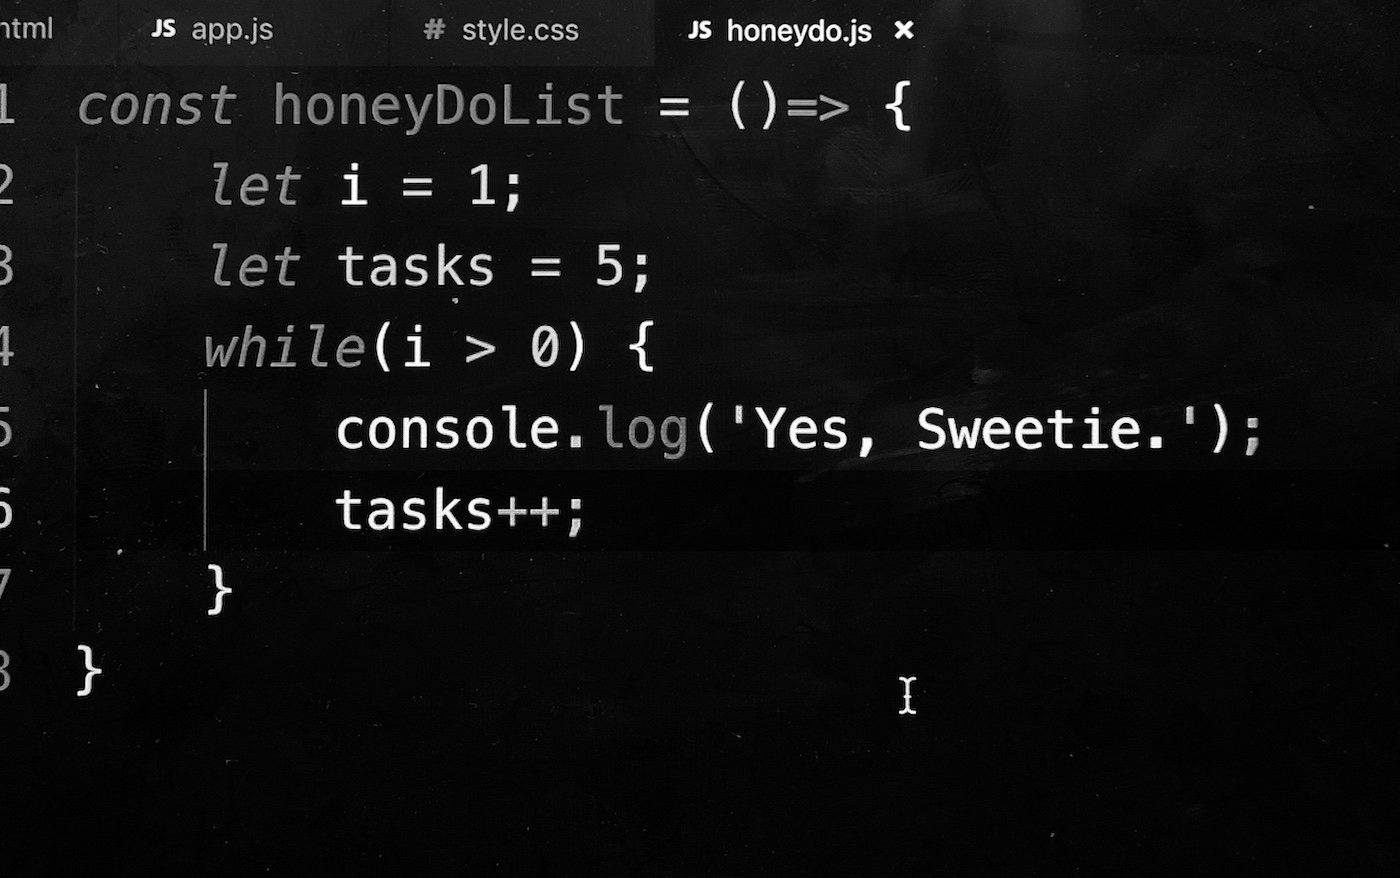 html
JS app.js
# style.css
JS honeydo.js ×
1 const honeyDoList = ()=> {
2 let i = 1;
3 let tasks = 5;
4 while(i > 0) {
5 console.log('Yes, Sweetie.');
6 tasks++;
7 }
8 }